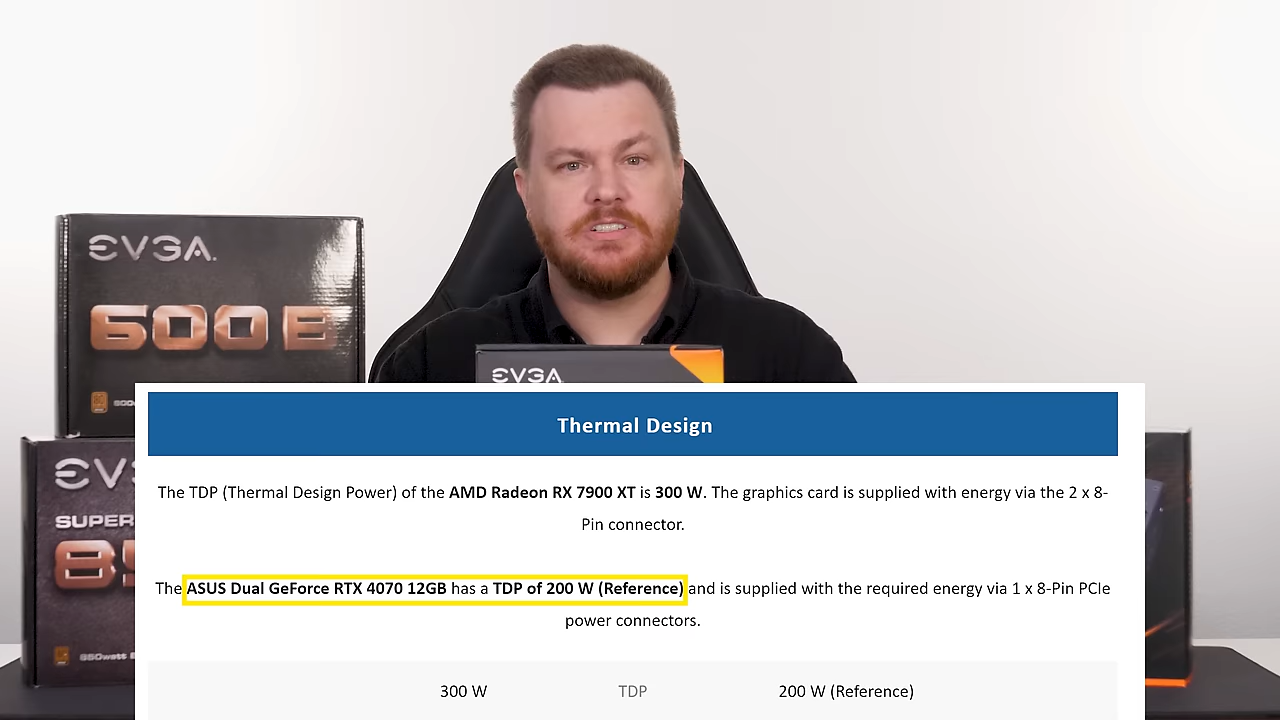 EVGA.
600 E
EVGA
SUPER
Thermal Design
The TDP (Thermal Design Power) of the AMD Radeon RX 7900 XT is 300 W. The graphics card is supplied with energy via the 2 x 8-
Pin connector.
The ASUS Dual GeForce RTX 4070 12GB has a TDP of 200 W (Reference) and is supplied with the required energy via 1 x 8-Pin PCIe
power connectors.
300 W TDP 200 W (Reference)